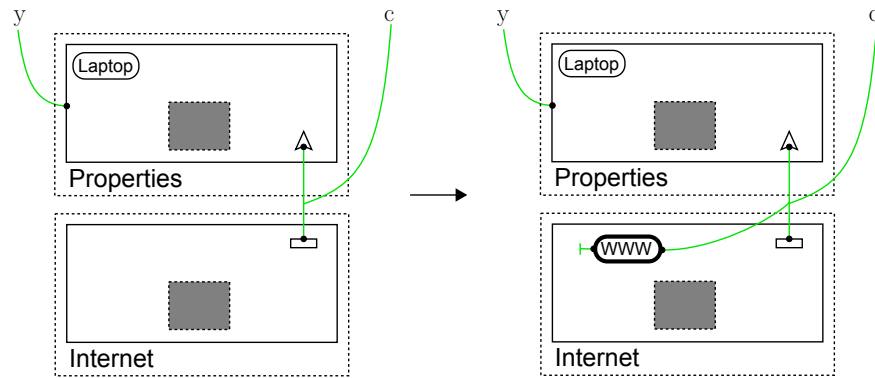 y c y c
Laptop Laptop
Properties Properties
WWW
Internet Internet